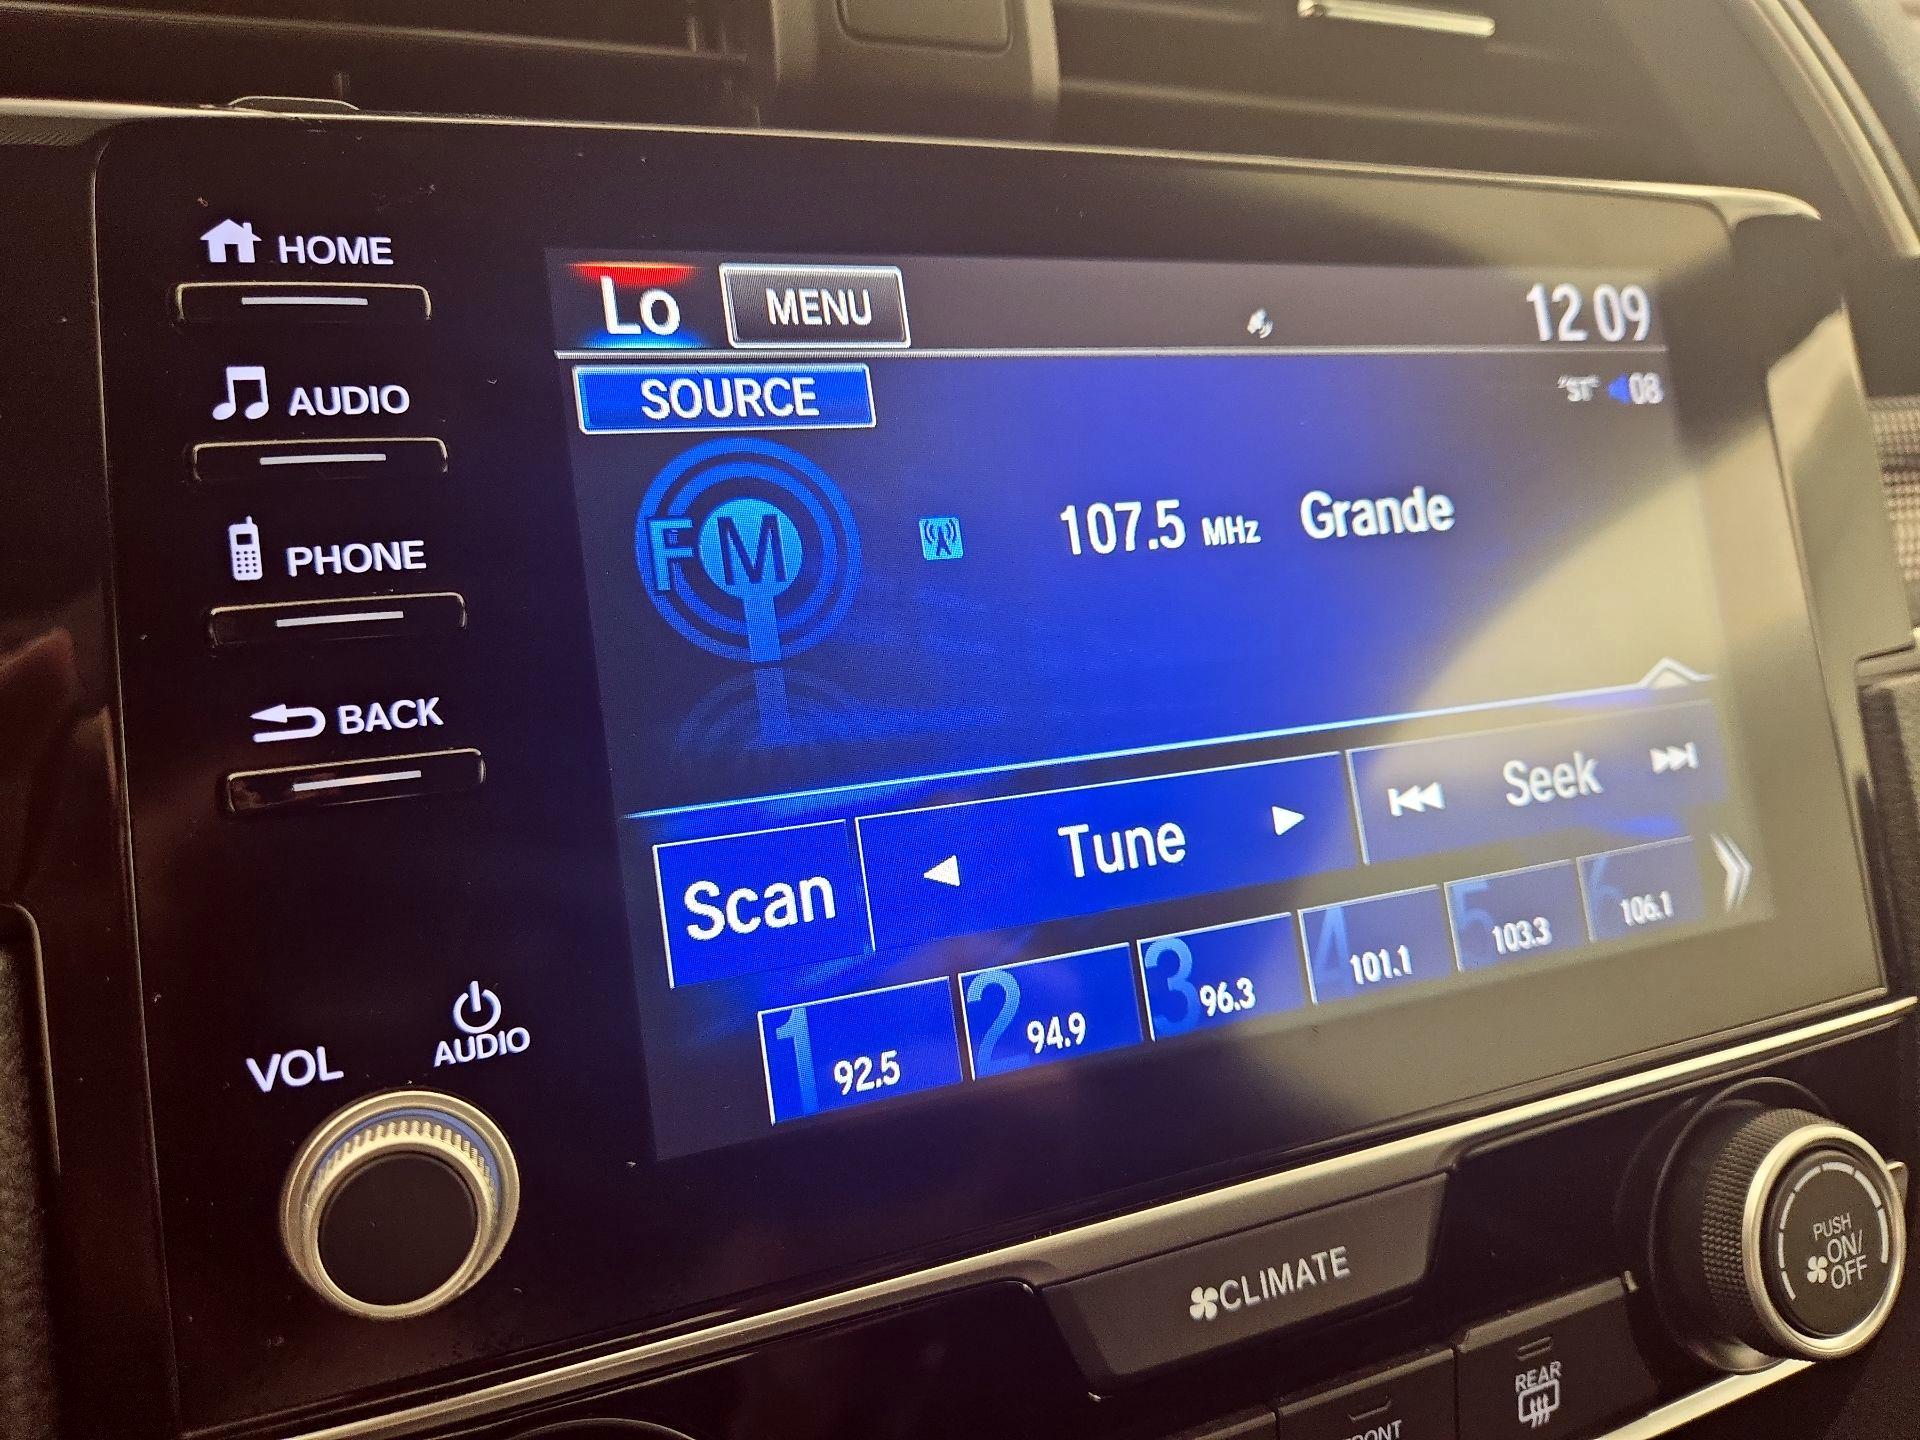 HOME
AUDIO
PHONE
BACK
VOL
AUDIO
Lo
MENU
12 09
SOURCE
"ST" 08
FM
107.5 MHz Grande
Scan
Tune
Seek
1 92.5
2 94.9
3 96.3
4 101.1
5 103.3
6 106.1
CLIMATE
PUSH
ON/
OFF
REAR